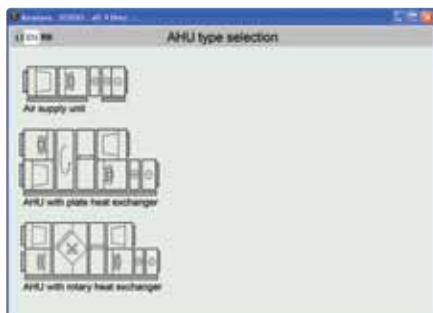 AHU type selection
Air supply unit
AHU with plate heat exchanger
AHU with rotary heat exchanger